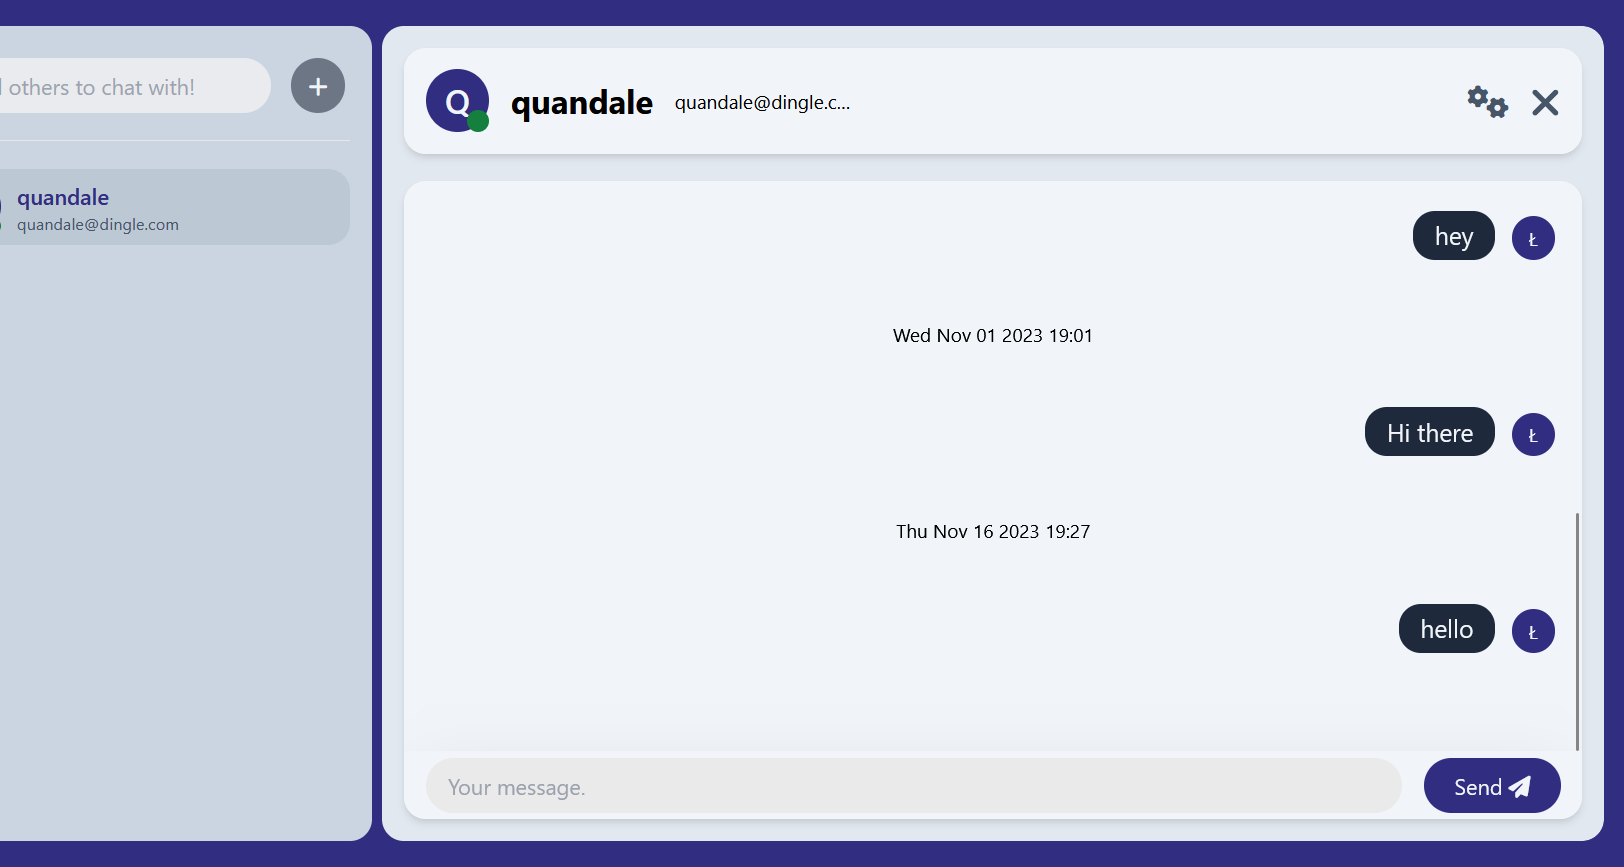 others to chat with!
+
quandale
quandale@dingle.com
Q
quandale
quandale@dingle.c...
hey
Ł
Wed Nov 01 2023 19:01
Hi there
Ł
Thu Nov 16 2023 19:27
hello
Ł
Your message.
Send